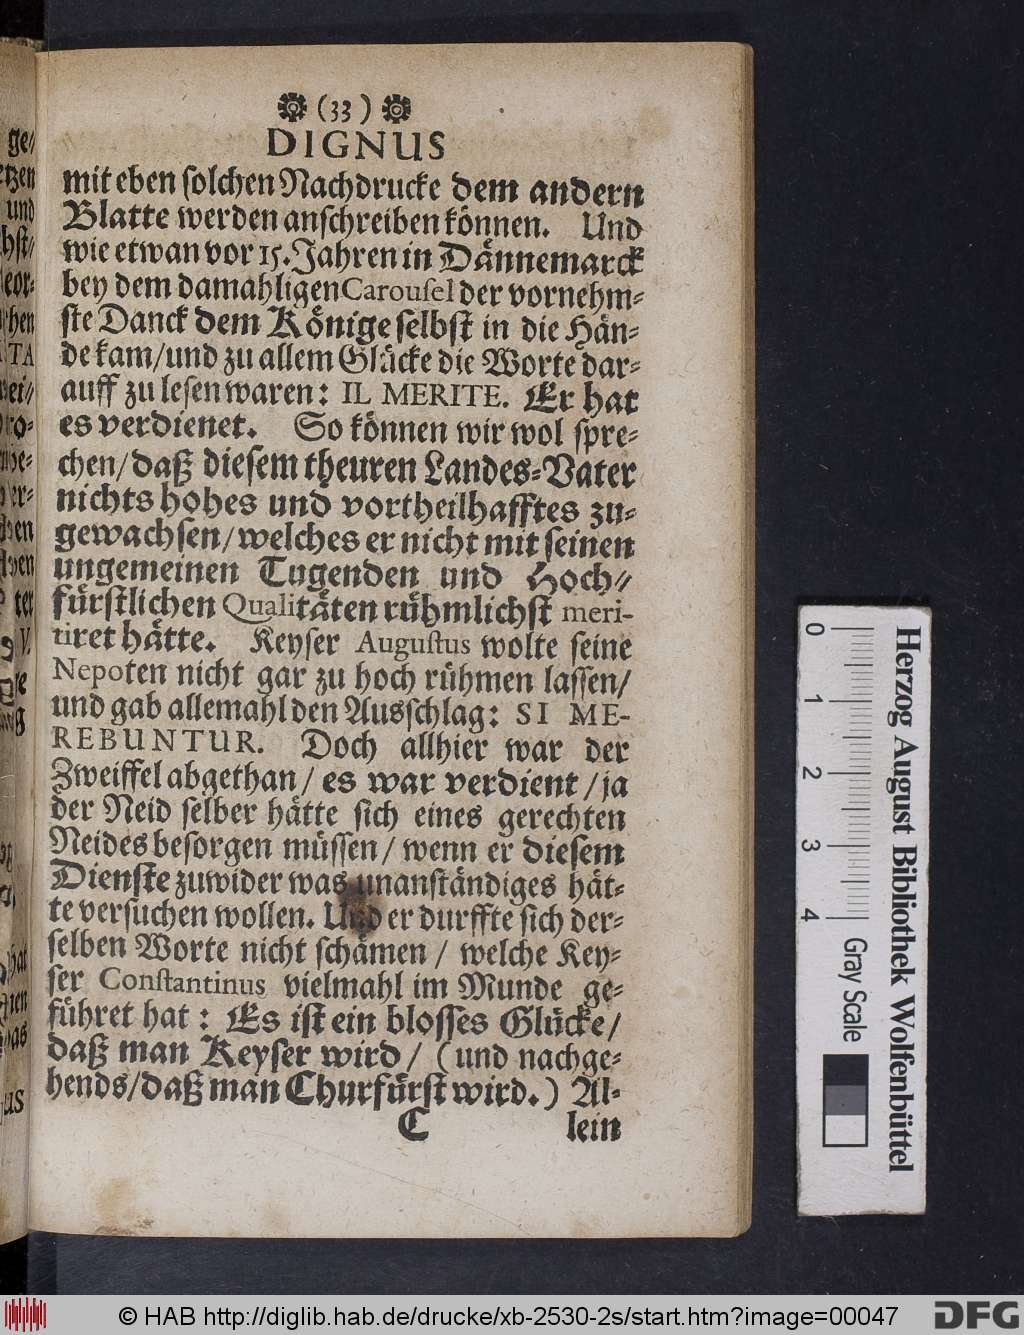 (33)
DIGNUS
mit eben solchen Nachdrucke dem andern
Blatte werden anschreiben können. Und
wie etwan vor 15. Jahren in Dännemarck
bey dem damahligen Carousel der vornehm-
ste Danck dem Könige selbst in die Hän-
de kam/und zu allem Glücke die Worte dar-
auff zu lesen waren: IL MERITE. Er hat
es verdienet. So können wir wol spre-
chen/daß diesem theuren Landes-Vater
nichts hohes und vortheilhafftes zu-
gewachsen/welches er nicht mit seinen
ungemeinen Tugenden und Hoch-
fürstlichen Qualitäten rühmlichst meri-
tiret hätte. Keyser Augustus wolte seine
Nepoten nicht gar zu hoch rühmen lassen/
und gab allemahl den Ausschlag: SI ME-
REBUNTUR. Doch allhier war der
Zweiffel abgethan/es war verdient/ja
der Neid selber hätte sich eines gerechten
Neides besorgen müssen/wenn er diesem
Dienste zuwider was unanständiges hät-
te versuchen wollen. Und er durffte sich der-
selben Worte nicht schämen/welche Key-
ser Constantinus vielmahl im Munde ge-
führet hat: Es ist ein blosses Glücke/
daß man Keyser wird/(und nachge-
hends/daß man Churfürst wird.) Al-
C lein
0 1 2 3 4 Gray Scale
Herzog August Bibliothek Wolfenbüttel
© HAB http://diglib.hab.de/drucke/xb-2530-2s/start.htm?image=00047
DFG